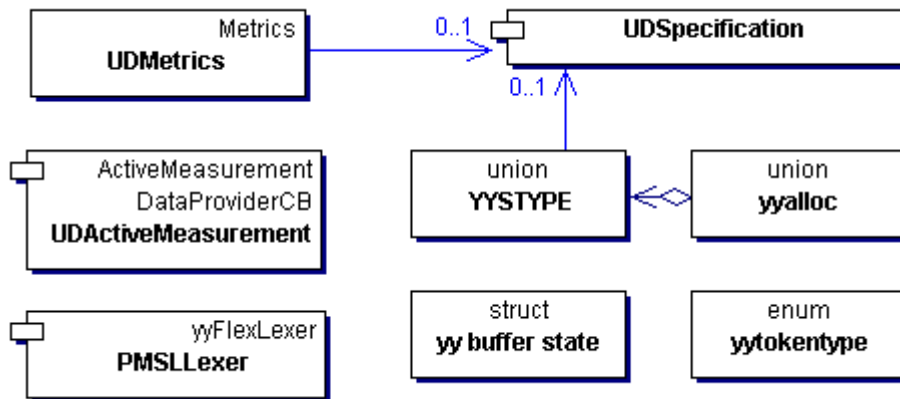 Metrics
UDMetrics
0..1
UDSpecification
0..1
ActiveMeasurement
DataProviderCB
UDActiveMeasurement
union
YYSTYPE
union
yyalloc
yyFlexLexer
PMSLLexer
struct
yy buffer state
enum
yytokentype